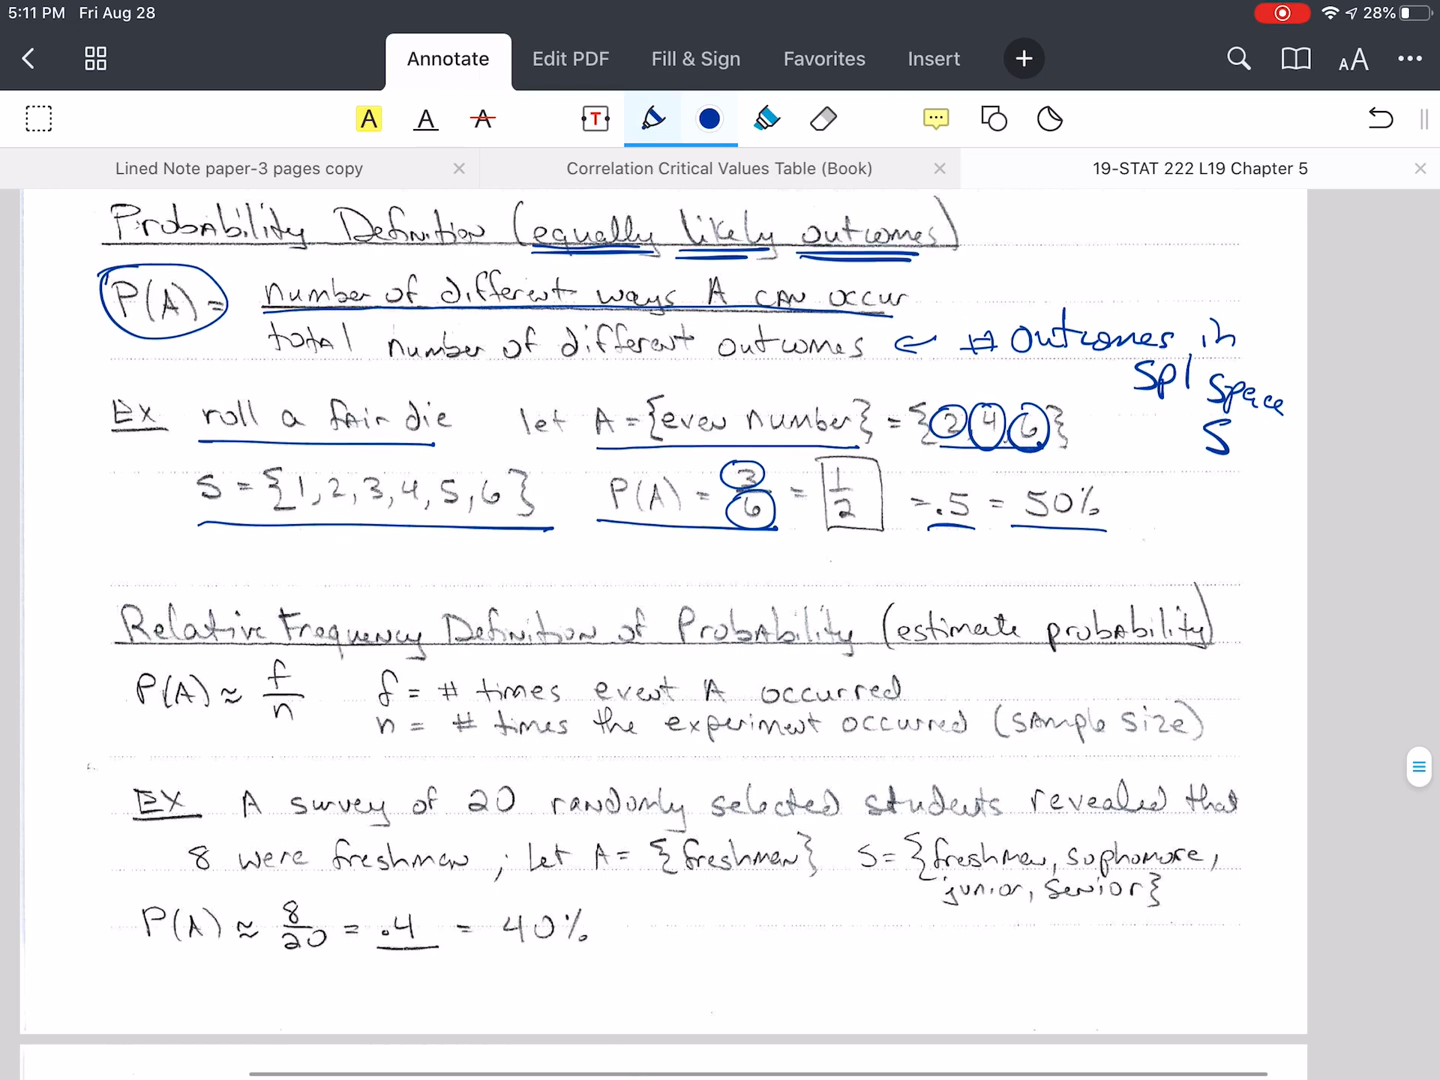 5:11 PM Fri Aug 28
28%
Annotate Edit PDF Fill & Sign Favorites Insert
Lined Note paper-3 pages copy
Correlation Critical Values Table (Book)
19-STAT 222 L19 Chapter 5
Probability Definition (equally likely outcomes)
P(A) = number of different ways A can occur
total number of different outcomes ← # outcomes in
Spl Space
S
Ex roll a fair die let A = {even number} = {2, 4, 6}
S = {1, 2, 3, 4, 5, 6} P(A) = 3/6 = 1/2 = .5 = 50%
Relative Frequency Definition of Probability (estimate probability)
P(A) ≈ f/n f = # times event A occurred
n = # times the experiment occurred (sample size)
Ex A survey of 20 randomly selected students revealed that
8 were freshman ; let A = {freshman} S = {freshmen, sophomore,
junior, senior}
P(A) ≈ 8/20 = .4 = 40%